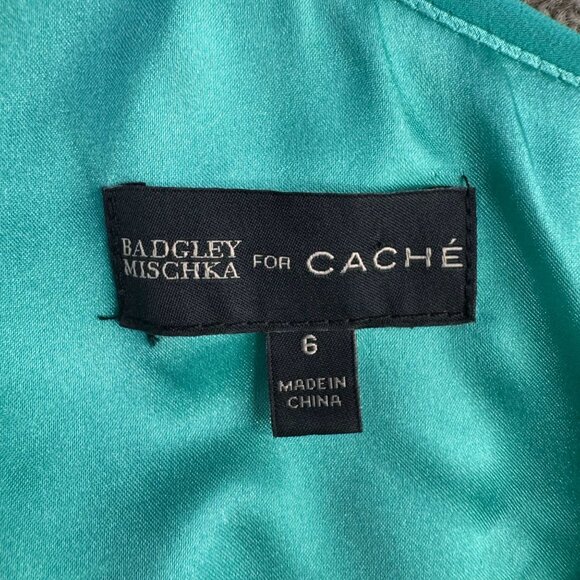 BADGLEY MISCHKA FOR CACHÉ
6
MADE IN
CHINA